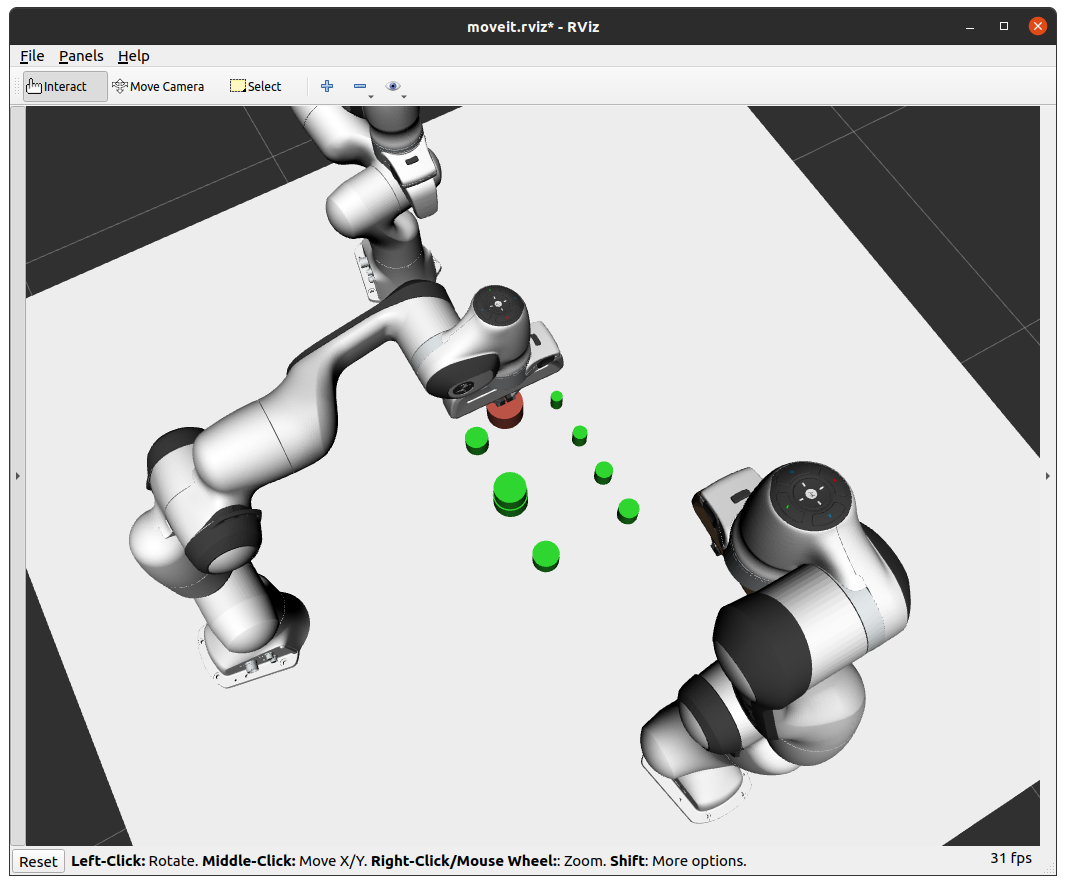 moveit.rviz* - RViz
File Panels Help
Interact Move Camera Select
Reset Left-Click: Rotate. Middle-Click: Move X/Y. Right-Click/Mouse Wheel:: Zoom. Shift: More options. 31 fps